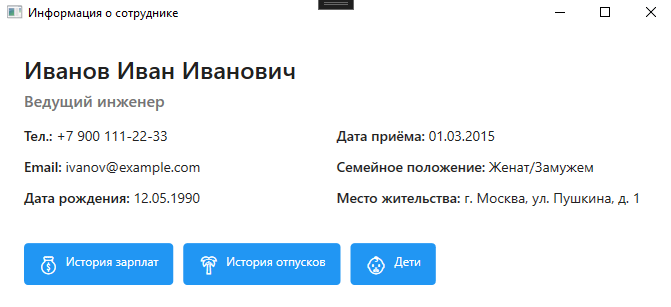 Информация о сотруднике
Иванов Иван Иванович
Ведущий инженер
Тел.: +7 900 111-22-33 Дата приёма: 01.03.2015
Email: ivanov@example.com Семейное положение: Женат/Замужем
Дата рождения: 12.05.1990 Место жительства: г. Москва, ул. Пушкина, д. 1
История зарплат История отпусков Дети